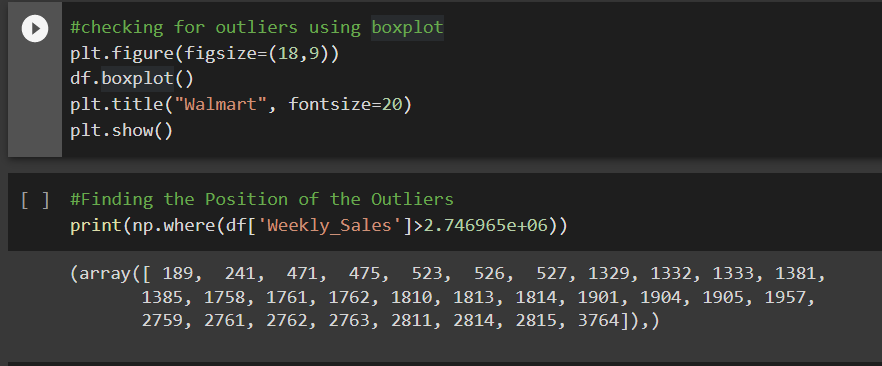 #checking for outliers using boxplot
plt.figure(figsize=(18,9))
df.boxplot()
plt.title("Walmart", fontsize=20)
plt.show()
[ ] #Finding the Position of the Outliers
print(np.where(df['Weekly_Sales']>2.746965e+06))
(array([ 189,  241,  471,  475,  523,  526,  527, 1329, 1332, 1333, 1381,
1385, 1758, 1761, 1762, 1810, 1813, 1814, 1901, 1904, 1905, 1957,
2759, 2761, 2762, 2763, 2811, 2814, 2815, 3764]),)